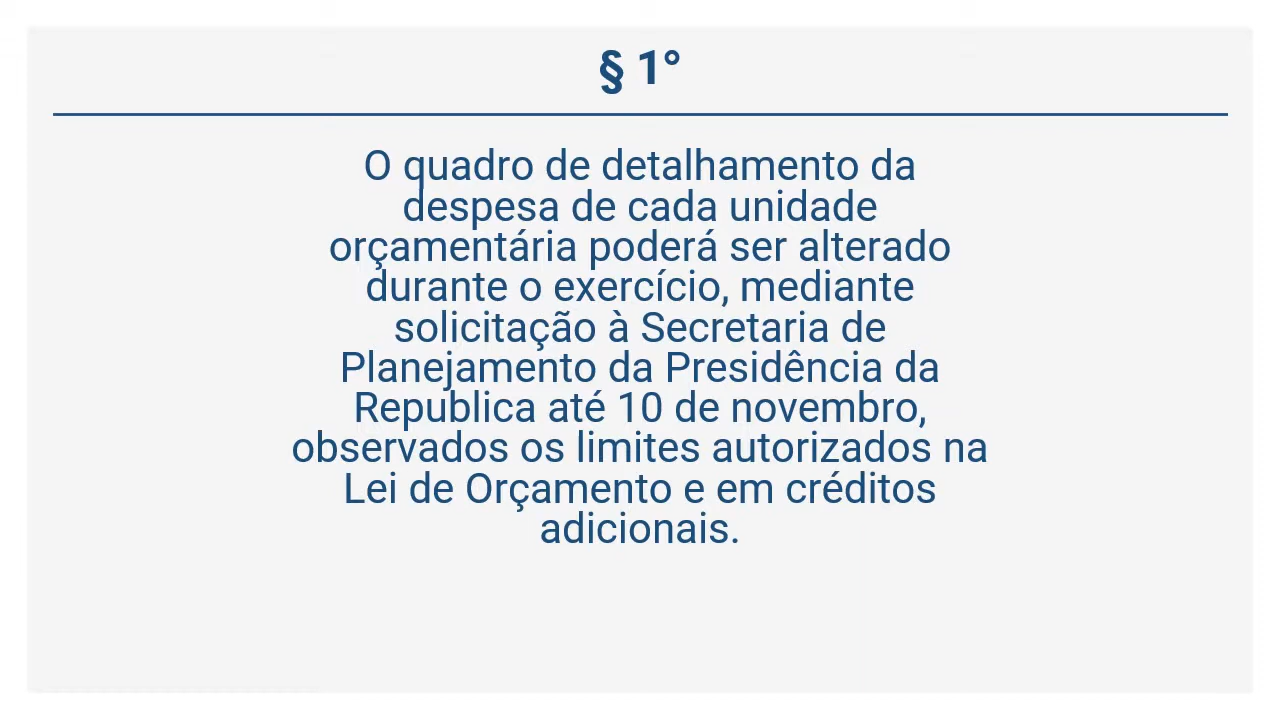 § 1°
O quadro de detalhamento da
despesa de cada unidade
orçamentária poderá ser alterado
durante o exercício, mediante
solicitação à Secretaria de
Planejamento da Presidência da
Republica até 10 de novembro,
observados os limites autorizados na
Lei de Orçamento e em créditos
adicionais.